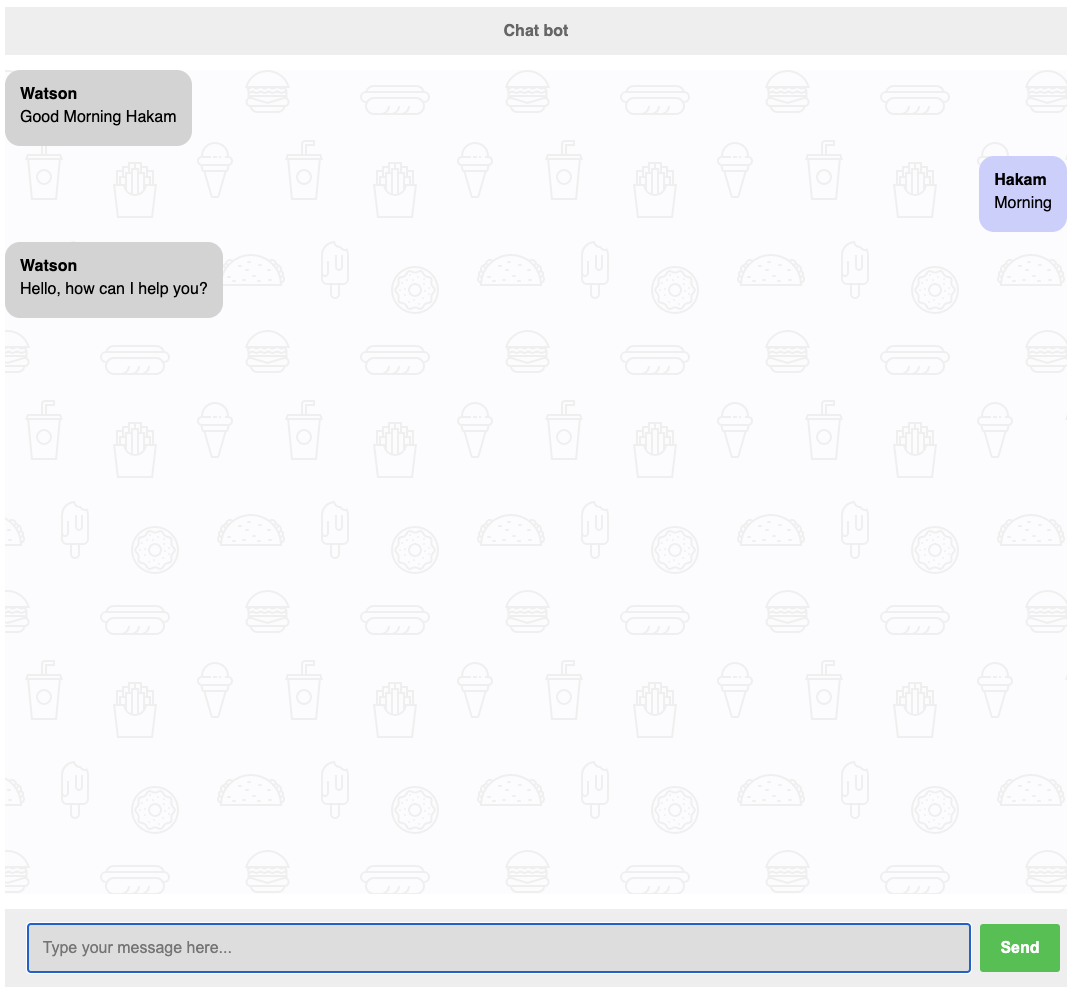 Chat bot
Watson
Good Morning Hakam
Hakam
Morning
Watson
Hello, how can I help you?
Type your message here...
Send